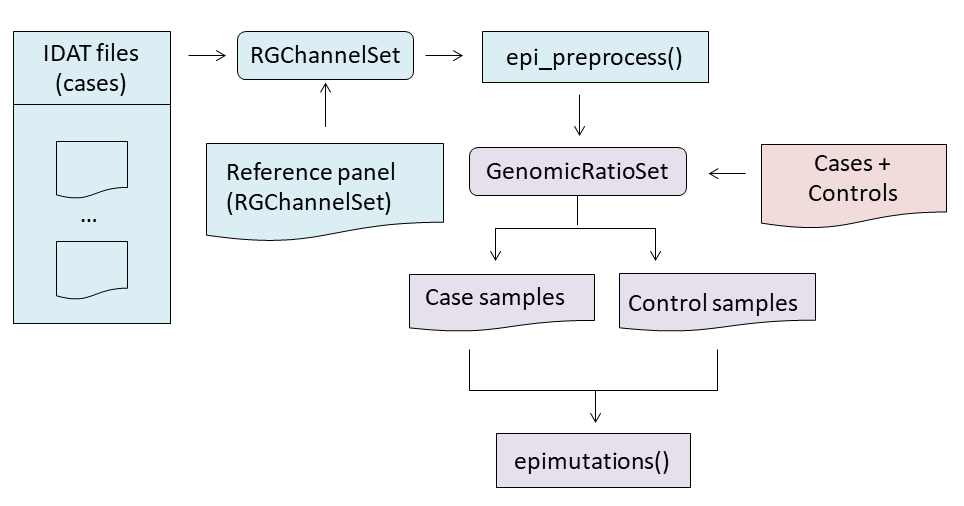 IDAT files
(cases)
...
RGChannelSet
epi_preprocess()
Reference panel
(RGChannelSet)
GenomicRatioSet
Cases +
Controls
Case samples
Control samples
epimutations()